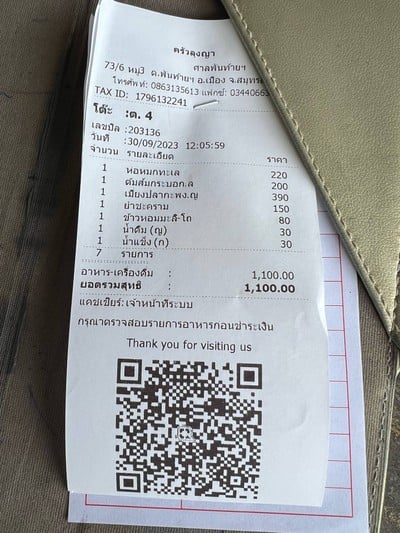 ครัวคุงญา
73/6 หมู่3 ต.พันท้ายฯ อ.เมือง จ.สมุทรส
ศาลพันท้ายฯ
โทรศัพท์: 0863135613 แฟกซ์: 03440663
TAX ID: 1796132241
โต๊ะ :ต. 4
เลขบิล :203136
วันที่ :30/09/2023 12:05:59
จำนวน รายละเอียด ราคา
1 ห่อหมกทะเล 220
1 ต้มส้มกระบอก.ล 200
1 เมี่ยงปลากะพง.ญ 390
1 ยำชะคราม 150
1 ข้าวหอมมะลิ-โถ 80
1 น้ำดื่ม (ญ) 30
1 น้ำแข็ง (ก) 30
7 รายการ
อาหาร-เครื่องดื่ม : 1,100.00
ยอดรวมสุทธิ : 1,100.00
แคชเชียร์: เจ้าหน้าที่ระบบ
กรุณาตรวจสอบรายการอาหารก่อนชำระเงิน
Thank you for visiting us